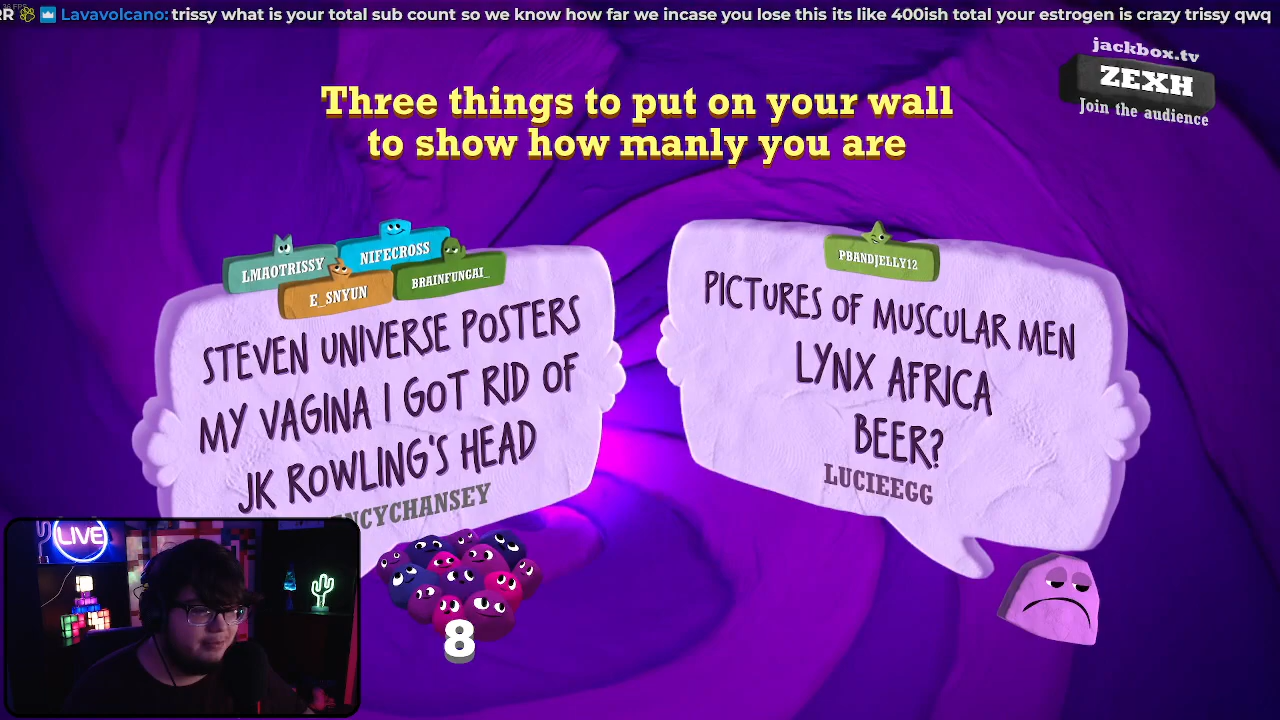 Lavavolcano: trissy what is your total sub count so we know how far we incase you lose this its like 400ish total your estrogen is crazy trissy qwq
jackbox.tv
ZEXH
Join the audience
Three things to put on your wall
to show how manly you are
LMAOTRISSY
NIFECROSS
E_SNYUN
BRAINFUNGAI_
STEVEN UNIVERSE POSTERS
MY VAGINA I GOT RID OF
JK ROWLING'S HEAD
NCYCHANSEY
8
PBANDJELLY12
PICTURES OF MUSCULAR MEN
LYNX AFRICA
BEER?
LUCIEEGG
LIVE